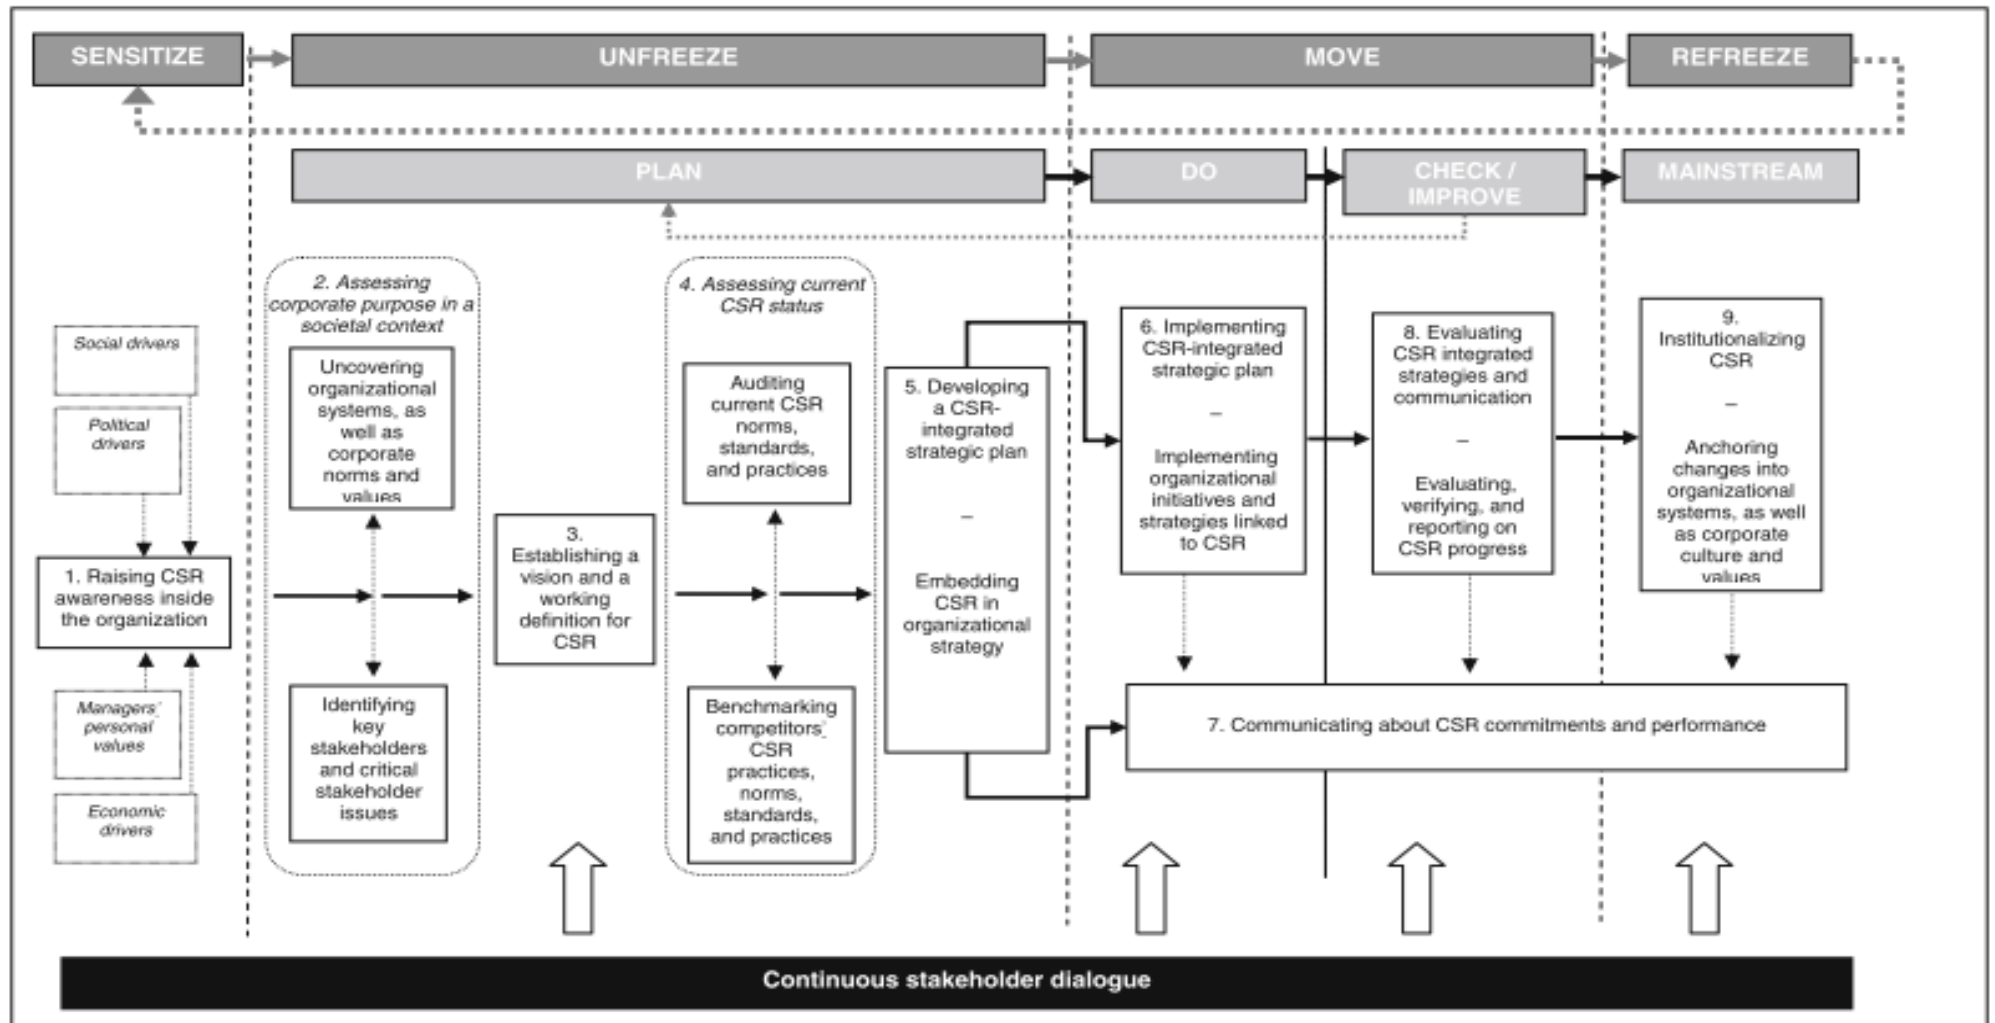 SENSITIZE
UNFREEZE
MOVE
REFREEZE
PLAN
DO
CHECK /
IMPROVE
MAINSTREAM
Social drivers
Political
drivers
1. Raising CSR
awareness inside
the organization
Managers'
personal
values
Economic
drivers
2. Assessing
corporate purpose in a
societal context
Uncovering
organizational
systems, as
well as
corporate
norms and
values
Identifying
key
stakeholders
and critical
stakeholder
issues
3.
Establishing a
vision and a
working
definition for
CSR
4. Assessing current
CSR status
Auditing
current CSR
norms,
standards,
and practices
Benchmarking
competitors'
CSR
practices,
norms,
standards,
and practices
5. Developing
a CSR-
integrated
strategic plan
–
Embedding
CSR in
organizational
strategy
6. Implementing
CSR-integrated
strategic plan
–
Implementing
organizational
initiatives and
strategies linked
to CSR
8. Evaluating
CSR integrated
strategies and
communication
–
Evaluating,
verifying, and
reporting on
CSR progress
9.
Institutionalizing
CSR
–
Anchoring
changes into
organizational
systems, as well
as corporate
culture and
values
7. Communicating about CSR commitments and performance
Continuous stakeholder dialogue